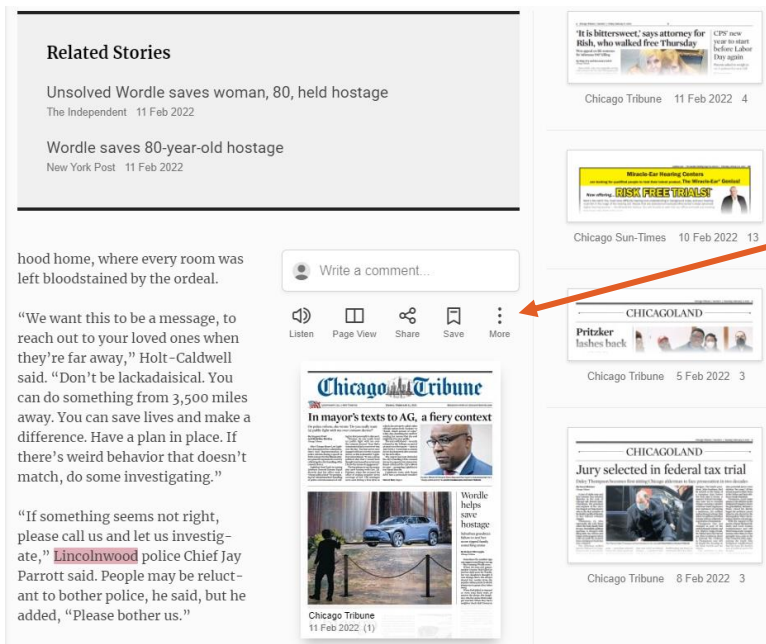 Related Stories
Unsolved Wordle saves woman, 80, held hostage
The Independent 11 Feb 2022
Wordle saves 80-year-old hostage
New York Post 11 Feb 2022
hood home, where every room was
left bloodstained by the ordeal.
“We want this to be a message, to
reach out to your loved ones when
they’re far away,” Holt-Caldwell
said. “Don’t be lackadaisical. You
can do something from 3,500 miles
away. You can save lives and make a
difference. Have a plan in place. If
there’s weird behavior that doesn’t
match, do some investigating.”
“If something seems not right,
please call us and let us investig-
ate,” Lincolnwood police Chief Jay
Parrott said. People may be reluct-
ant to bother police, he said, but he
added, “Please bother us.”
Write a comment...
Listen Page View Share Save More
Chicago Tribune
In mayor’s texts to AG, a fiery context
Wordle
helps
save
hostage
Chicago Tribune
11 Feb 2022 (1)
‘It is bittersweet,’ says attorney for
Rish, who walked free Thursday
CPS’ new
year to start
before Labor
Day again
Chicago Tribune 11 Feb 2022 4
Miracle-Ear Hearing Centers
RISK FREE TRIALS!
Chicago Sun-Times 10 Feb 2022 13
CHICAGOLAND
Pritzker
lashes back
Chicago Tribune 5 Feb 2022 3
CHICAGOLAND
Jury selected in federal tax trial
Chicago Tribune 8 Feb 2022 3